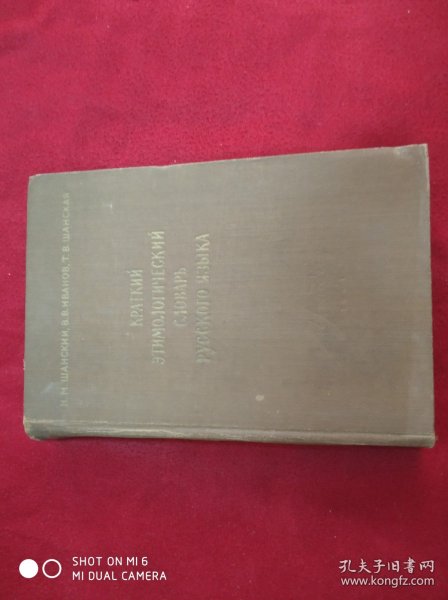 Н. М. ШАНСКИЙ, В. В. ИВАНОВ, Т. В. ШАНСКАЯ
КРАТКИЙ
ЭТИМОЛОГИЧЕСКИЙ
СЛОВАРЬ
РУССКОГО ЯЗЫКА
SHOT ON MI 6
MI DUAL CAMERA
孔夫子旧书网
www.kongfz.com